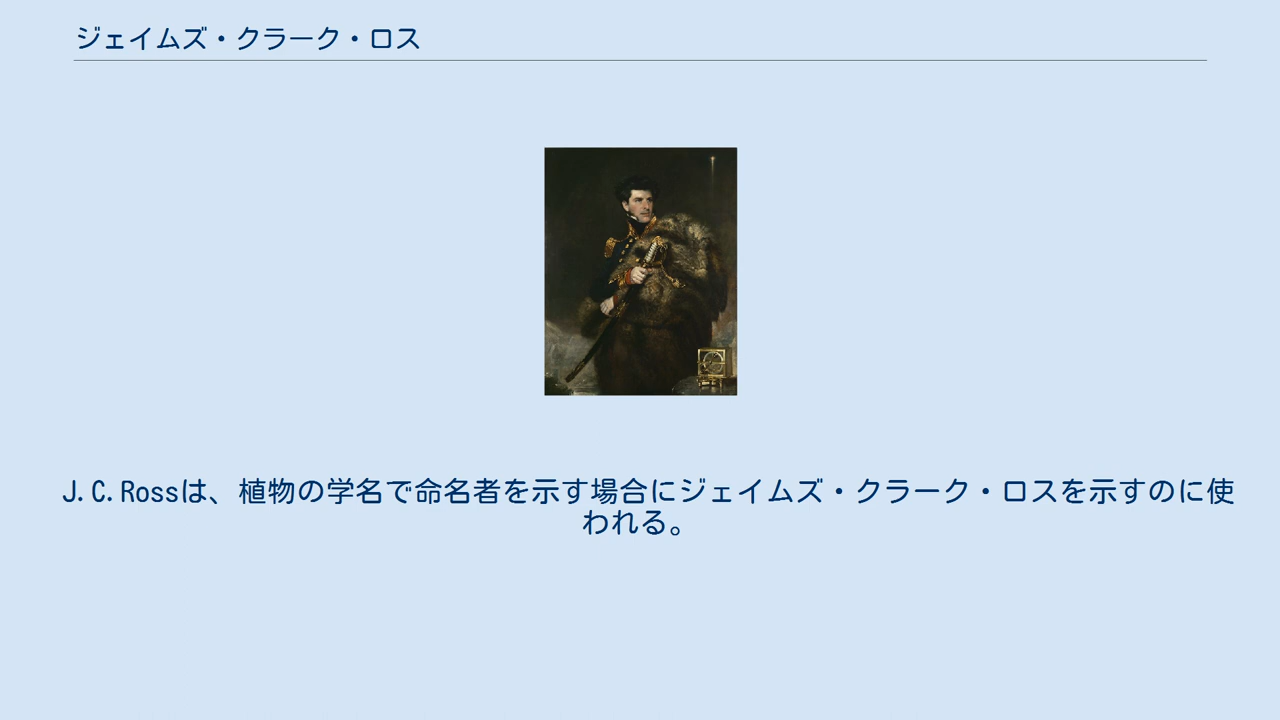 ジェイムズ・クラーク・ロス
J.C.Rossは、植物の学名で命名者を示す場合にジェイムズ・クラーク・ロスを示すのに使
われる。